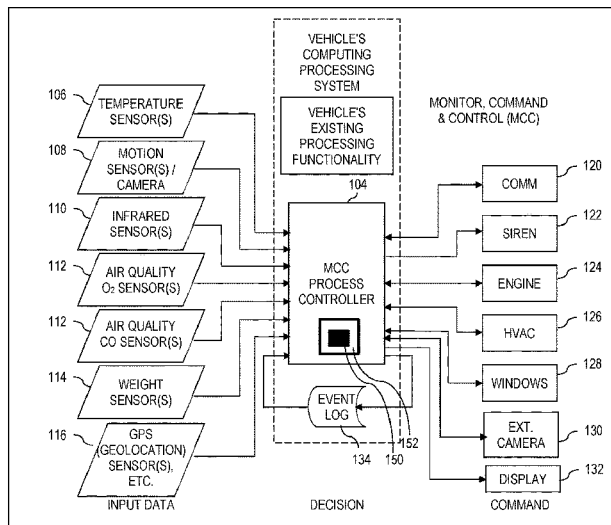 VEHICLE'S
COMPUTING
PROCESSING
SYSTEM
VEHICLE'S
EXISTING
PROCESSING
FUNCTIONALITY
MONITOR, COMMAND
& CONTROL (MCC)
106
TEMPERATURE
SENSOR(S)
108
MOTION
SENSOR(S) /
CAMERA
110
INFRARED
SENSOR(S)
112
AIR QUALITY
O2 SENSOR(S)
112
AIR QUALITY
CO SENSOR(S)
114
WEIGHT
SENSOR(S)
116
GPS
(GEOLOCATION)
SENSOR(S),
ETC.
INPUT DATA
104
MCC
PROCESS
CONTROLLER
EVENT
LOG
134
150
152
DECISION
COMM
120
SIREN
122
ENGINE
124
HVAC
126
WINDOWS
128
EXT.
CAMERA
130
DISPLAY
132
COMMAND